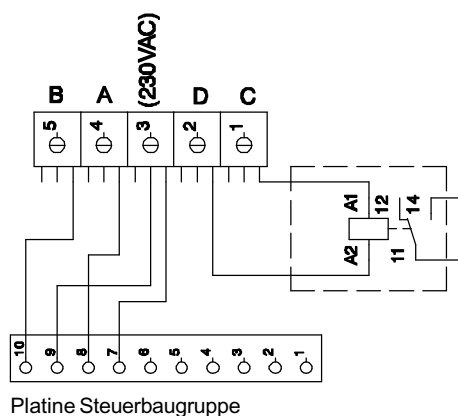 (230VAC)
B A D C
5 4 3 2 1
A1 12 14
A2 11
10 9 8 7 6 5 4 3 2 1
Platine Steuerbaugruppe